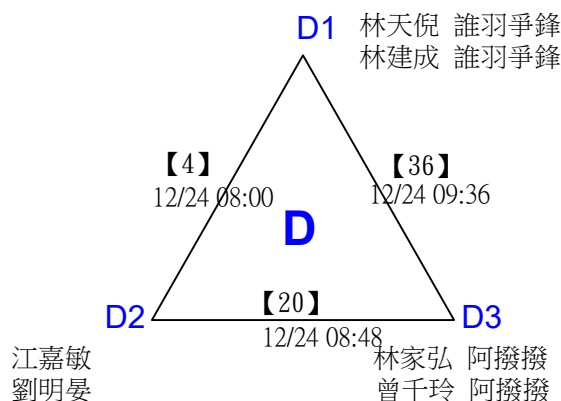 D1 林天倪 誰羽爭鋒
林建成 誰羽爭鋒
【4】
12/24 08:00
【36】
12/24 09:36
D
【20】
12/24 08:48
D2
D3
江嘉敏
劉明晏
林家弘 阿撥撥
曾千玲 阿撥撥